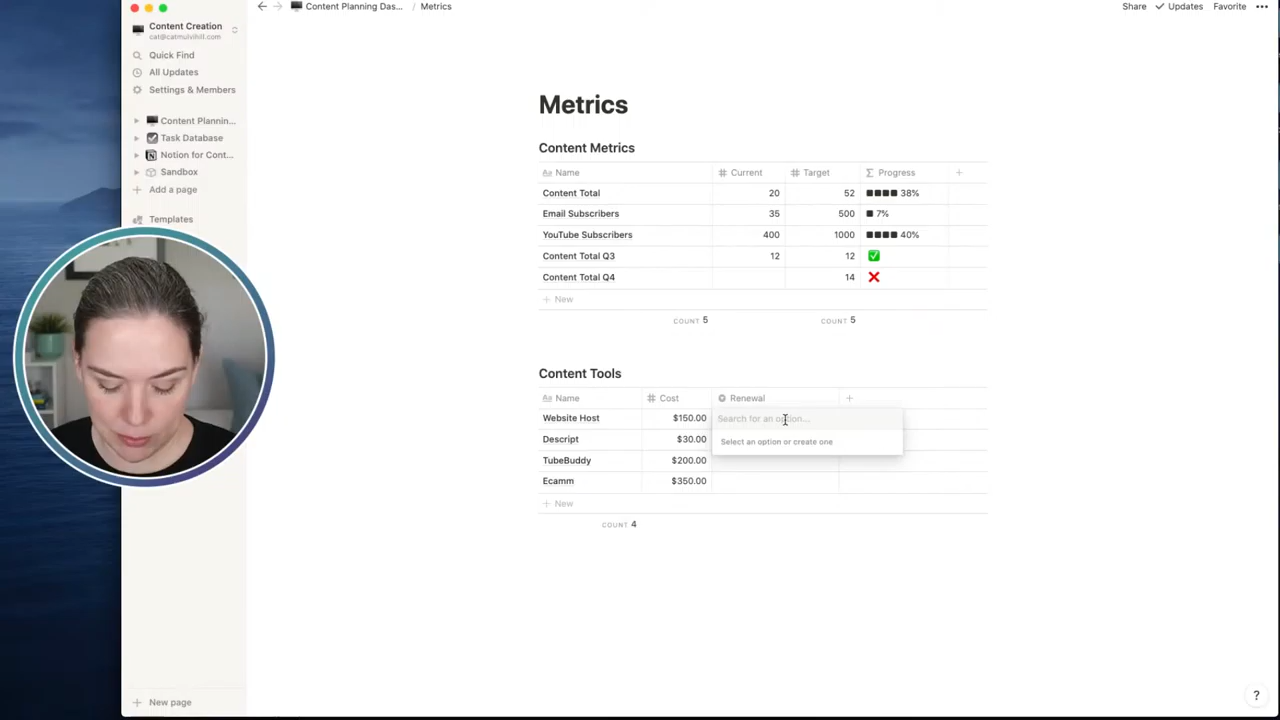 Content Planning Das... / Metrics
Share Updates Favorite
Content Creation
cat@catmulvihill.com
Quick Find
All Updates
Settings & Members
Content Plannin...
Task Database
Notion for Cont...
Sandbox
Add a page
Templates
New page
Metrics
Content Metrics
Name Current Target Progress
Content Total 20 52 38%
Email Subscribers 35 500 7%
YouTube Subscribers 400 1000 40%
Content Total Q3 12 12
Content Total Q4 14
New
COUNT 5 COUNT 5
Content Tools
Name Cost Renewal
Website Host $150.00 Search for an option...
Descript $30.00 Select an option or create one
TubeBuddy $200.00
Ecamm $350.00
New
COUNT 4
?